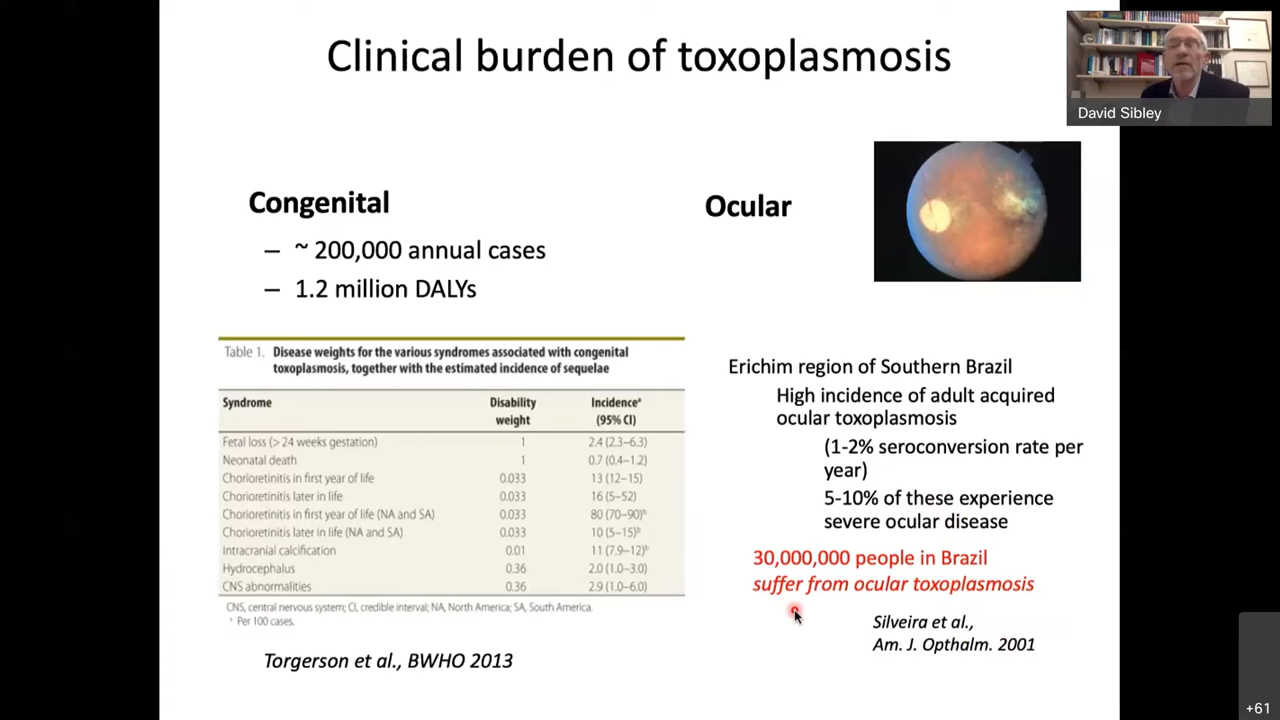 Clinical burden of toxoplasmosis
David Sibley
Congenital
– ~ 200,000 annual cases
– 1.2 million DALYs
Table 1. Disease weights for the various syndromes associated with congenital
toxoplasmosis, together with the estimated incidence of sequelae
Syndrome Disability weight Incidenceᵃ (95% CI)
Fetal loss (> 24 weeks gestation) 1 2.4 (2.3–6.3)
Neonatal death 1 0.7 (0.4–1.2)
Chorioretinitis in first year of life 0.033 13 (12–15)
Chorioretinitis later in life 0.033 16 (5–52)
Chorioretinitis in first year of life (NA and SA) 0.033 80 (70–90)ᵇ
Chorioretinitis later in life (NA and SA) 0.033 10 (5–15)ᵇ
Intracranial calcification 0.01 11 (7.9–12)ᵇ
Hydrocephalus 0.36 2.0 (1.0–3.0)
CNS abnormalities 0.36 2.9 (1.0–6.0)
CNS, central nervous system; CI, credible interval; NA, North America; SA, South America.
ᵃ Per 100 cases.
Torgerson et al., BWHO 2013
Ocular
Erichim region of Southern Brazil
High incidence of adult acquired
ocular toxoplasmosis
(1-2% seroconversion rate per
year)
5-10% of these experience
severe ocular disease
30,000,000 people in Brazil
suffer from ocular toxoplasmosis
Silveira et al.,
Am. J. Opthalm. 2001
+61